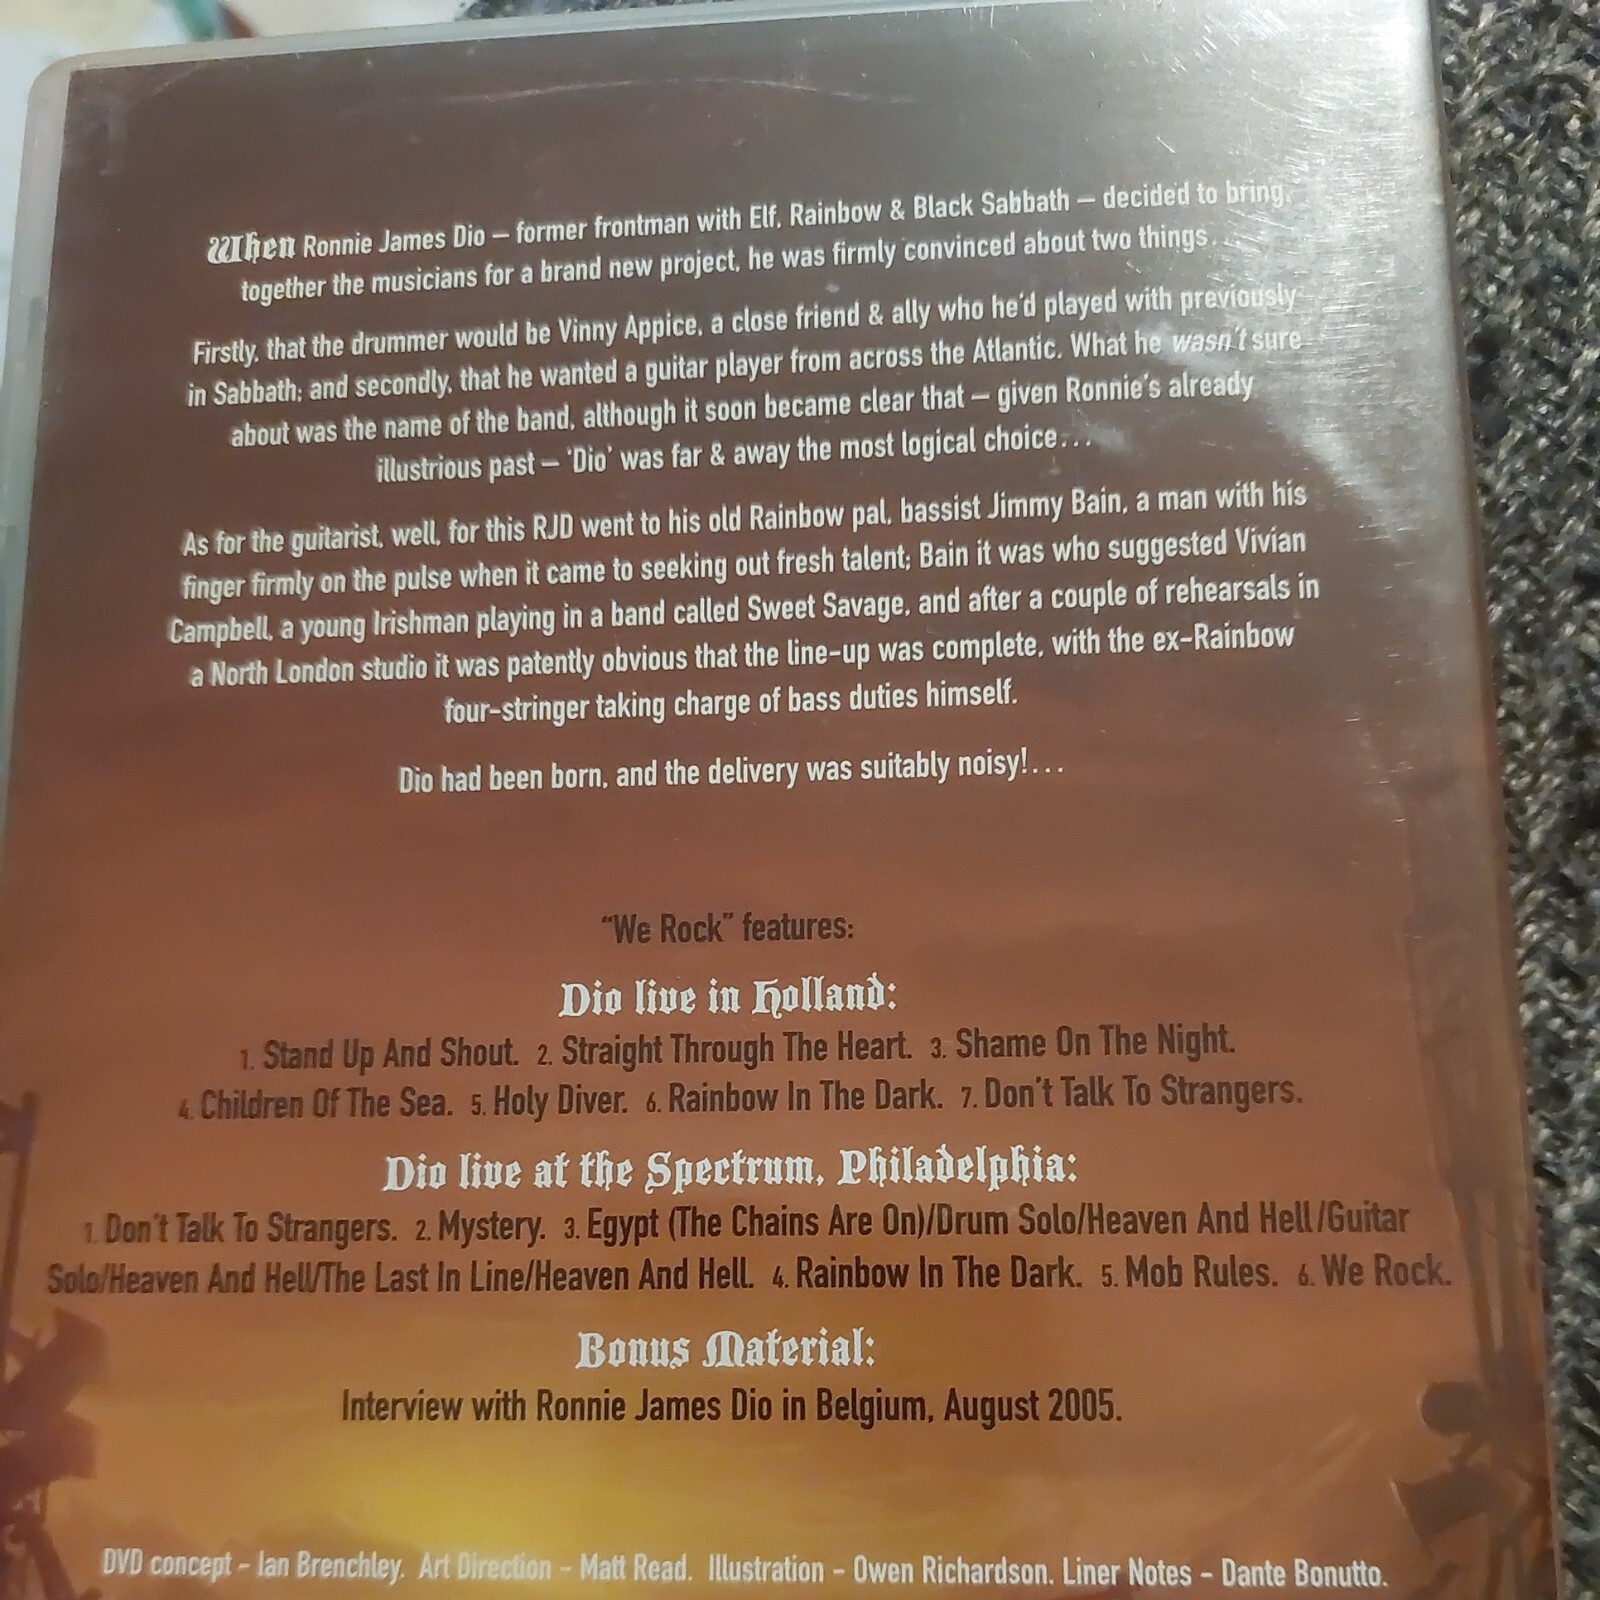 When Ronnie James Dio – former frontman with Elf, Rainbow & Black Sabbath – decided to bring
together the musicians for a brand new project, he was firmly convinced about two things...
Firstly, that the drummer would be Vinny Appice, a close friend & ally who he'd played with previously
in Sabbath; and secondly, that he wanted a guitar player from across the Atlantic. What he wasn't sure
about was the name of the band, although it soon became clear that – given Ronnie's already
illustrious past – 'Dio' was far & away the most logical choice...
As for the guitarist, well, for this RJD went to his old Rainbow pal, bassist Jimmy Bain, a man with his
finger firmly on the pulse when it came to seeking out fresh talent; Bain it was who suggested Vivian
Campbell, a young Irishman playing in a band called Sweet Savage, and after a couple of rehearsals in
a North London studio it was patently obvious that the line-up was complete, with the ex-Rainbow
four-stringer taking charge of bass duties himself.
Dio had been born, and the delivery was suitably noisy!...
"We Rock" features:
Dio live in Holland:
1. Stand Up And Shout. 2. Straight Through The Heart. 3. Shame On The Night.
4. Children Of The Sea. 5. Holy Diver. 6. Rainbow In The Dark. 7. Don't Talk To Strangers.
Dio live at the Spectrum, Philadelphia:
1. Don't Talk To Strangers. 2. Mystery. 3. Egypt (The Chains Are On)/Drum Solo/Heaven And Hell/Guitar
Solo/Heaven And Hell/The Last In Line/Heaven And Hell. 4. Rainbow In The Dark. 5. Mob Rules. 6. We Rock.
Bonus Material:
Interview with Ronnie James Dio in Belgium, August 2005.
DVD concept - Ian Brenchley. Art Direction - Matt Read. Illustration - Owen Richardson. Liner Notes - Dante Bonutto.